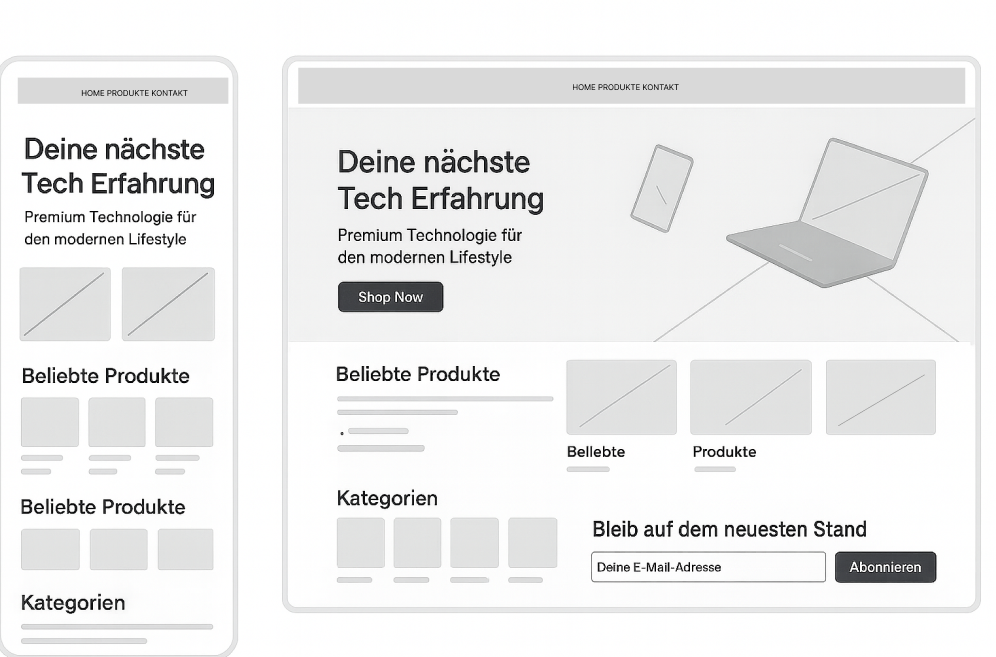 HOME PRODUKTE KONTAKT
Deine nächste
Tech Erfahrung
Premium Technologie für
den modernen Lifestyle
Beliebte Produkte
Beliebte Produkte
Kategorien
HOME PRODUKTE KONTAKT
Deine nächste
Tech Erfahrung
Premium Technologie für
den modernen Lifestyle
Shop Now
Beliebte Produkte
Bellebte
Produkte
Kategorien
Bleib auf dem neuesten Stand
Deine E-Mail-Adresse
Abonnieren